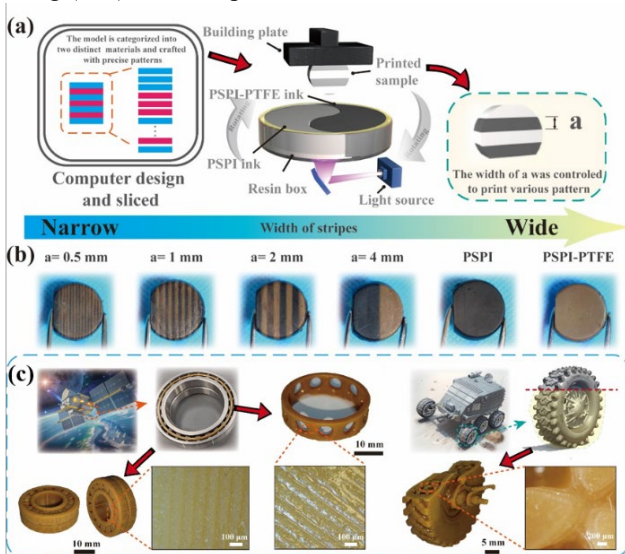 (a)
The model is categorized into
two distinct materials and crafted
with precise patterns
Computer design
and sliced
Building plate
Printed
sample
PSPI-PTFE ink
Rotating
Rotating
PSPI ink
Resin box
Light source
a
The width of a was controled
to print various pattern
Narrow
Width of stripes
Wide
(b)
a= 0.5 mm
a= 1 mm
a= 2 mm
a= 4 mm
PSPI
PSPI-PTFE
(c)
10 mm
10 mm
100 μm
100 μm
5 mm